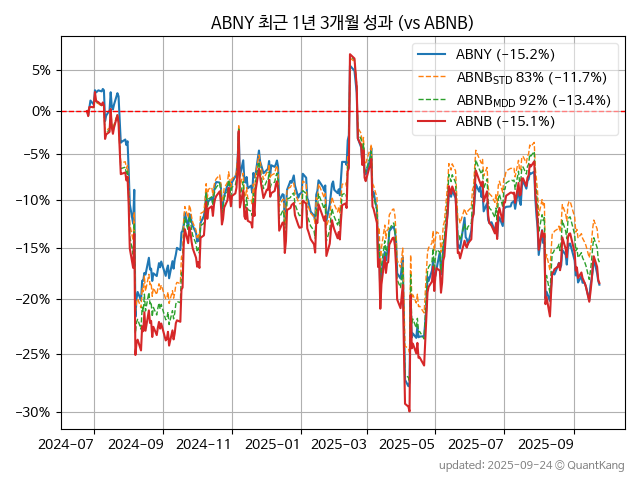 ABNY 최근 1년 3개월 성과 (vs ABNB)
ABNY (−15.2%)
ABNB_STD 83% (−11.7%)
ABNB_MDD 92% (−13.4%)
ABNB (−15.1%)
5%
0%
−5%
−10%
−15%
−20%
−25%
−30%
2024−07 2024−09 2024−11 2025−01 2025−03 2025−05 2025−07 2025−09
updated: 2025-09-24 ⓒ QuantKang